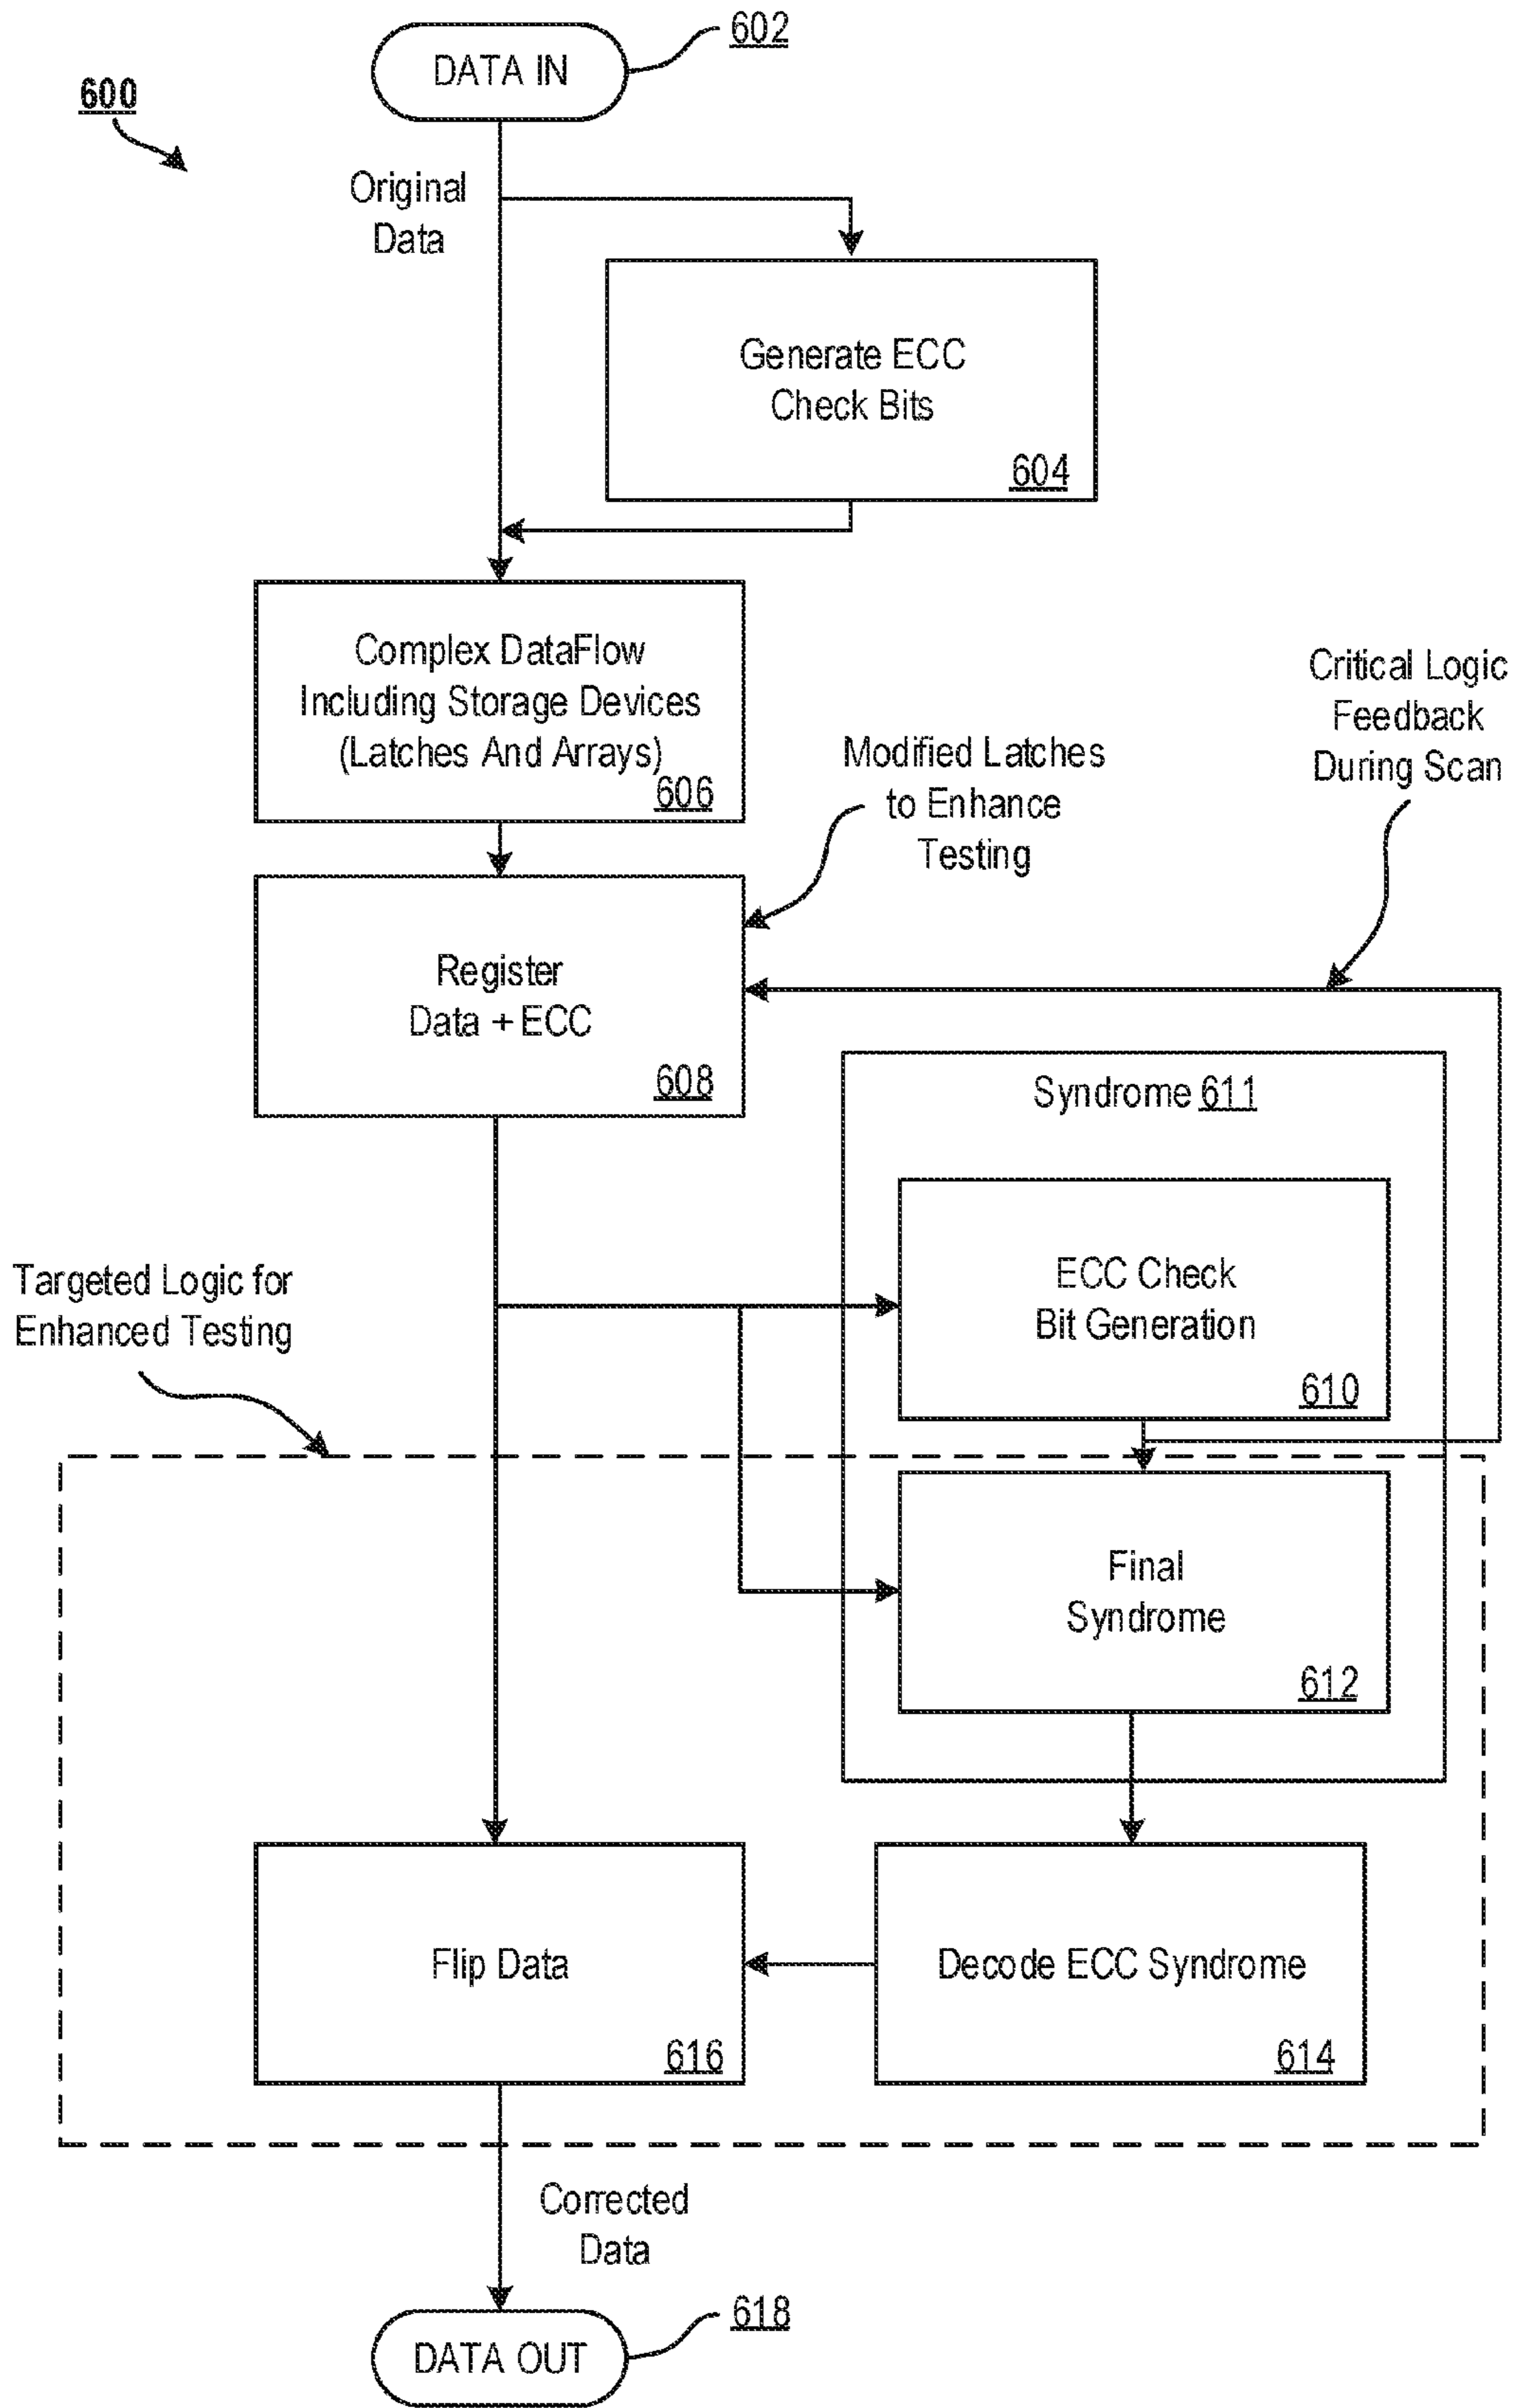 602
DATA IN
600
Original
Data
Generate ECC
Check Bits
604
Complex DataFlow
Including Storage Devices
(Latches And Arrays)
606
Critical Logic
Feedback
During Scan
Modified Latches
to Enhance
Testing
Register
Data + ECC
608
Syndrome 611
ECC Check
Bit Generation
610
Targeted Logic for
Enhanced Testing
Final
Syndrome
612
Flip Data
616
Decode ECC Syndrome
614
Corrected
Data
618
DATA OUT